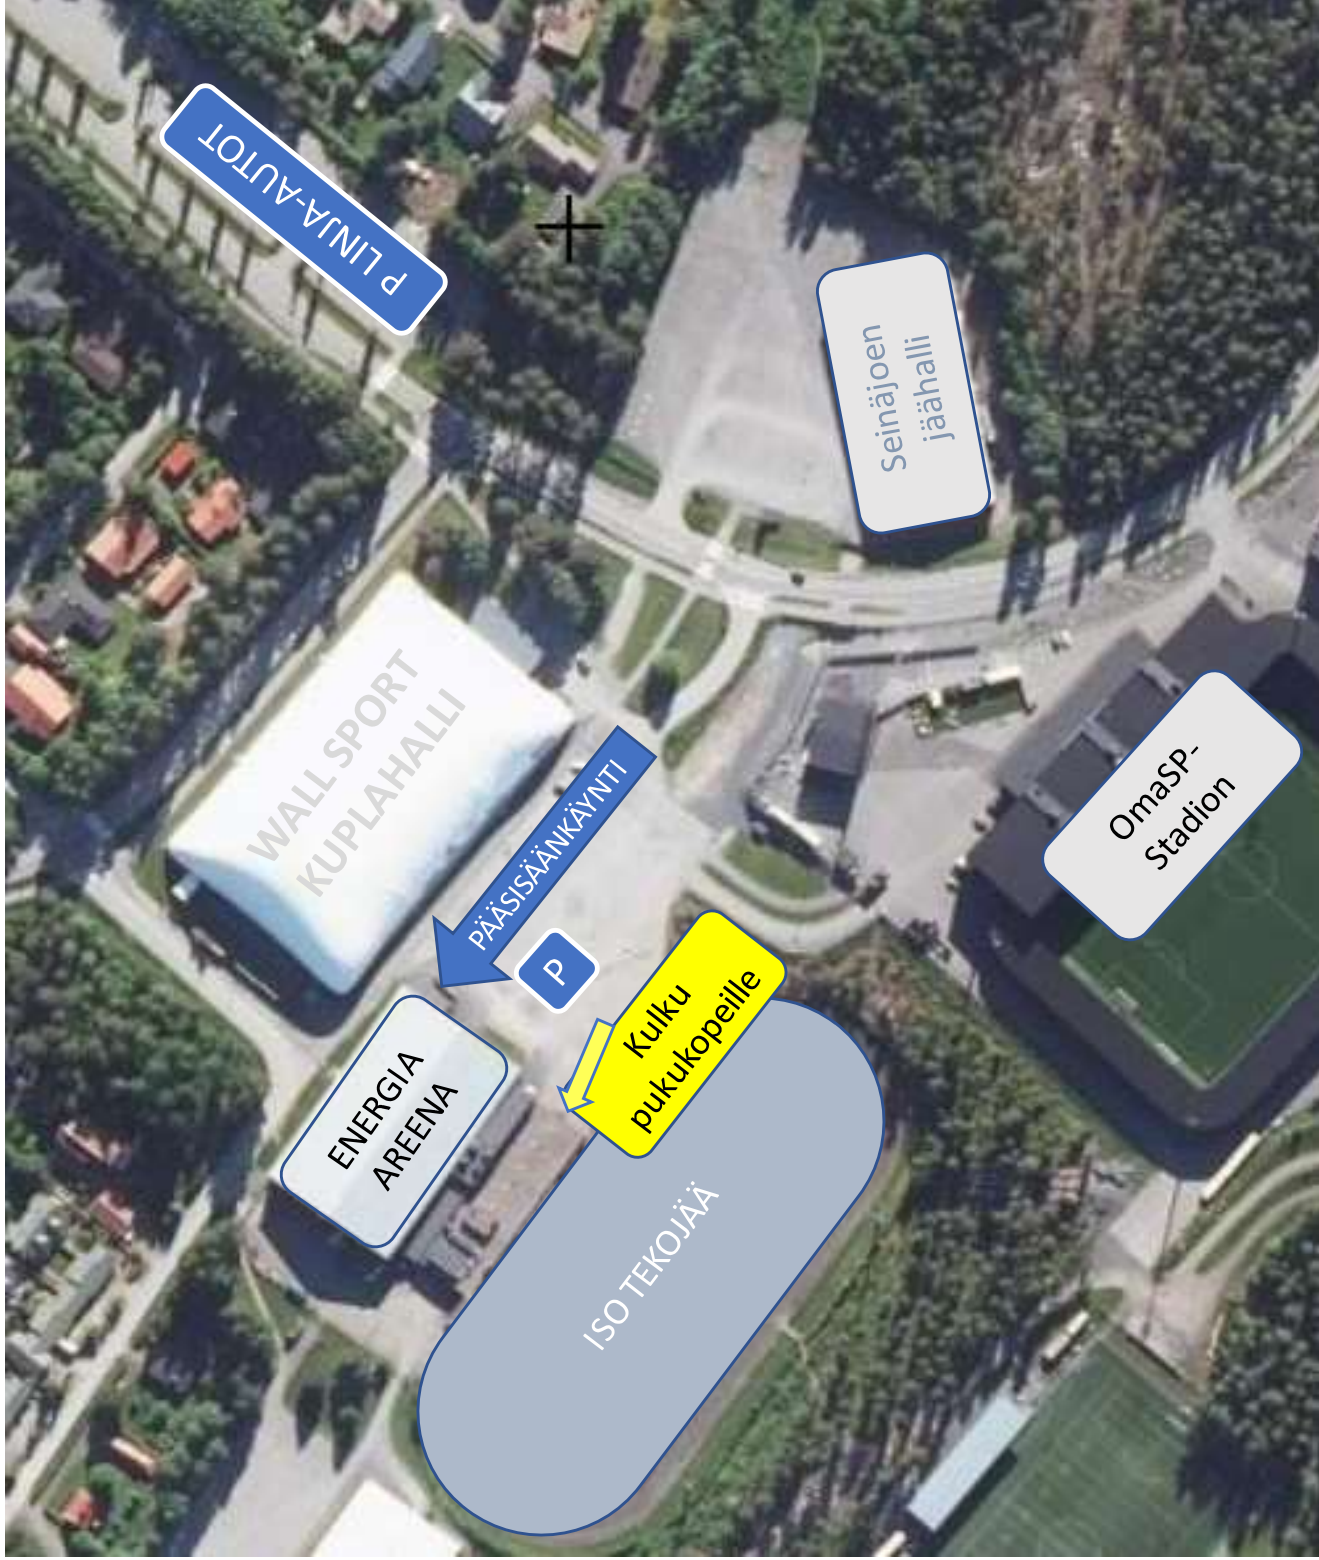 P LINJA-AUTOT
Seinäjoen
jäähalli
WALL SPORT
KUPLAHALLI
PÄÄSISÄÄNKÄYNTI
OmaSP-
Stadion
P
Kulku
pukukopeille
ENERGIA
AREENA
ISO TEKOJÄÄ